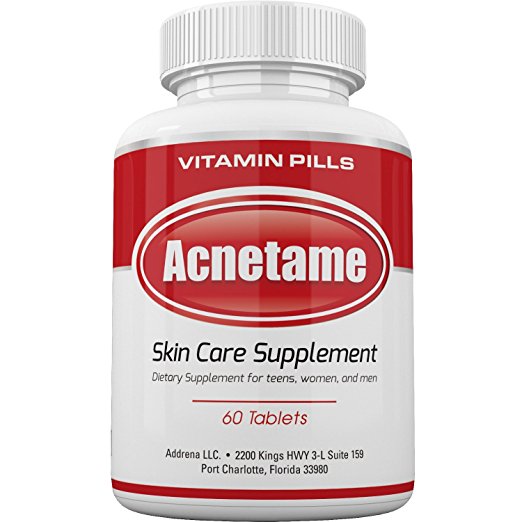 VITAMIN PILLS
Acnetame
Skin Care Supplement
Dietary Supplement for teens, women, and men
60 Tablets
Addrena LLC. • 2200 Kings HWY 3-L Suite 159
Port Charlotte, Florida 33980